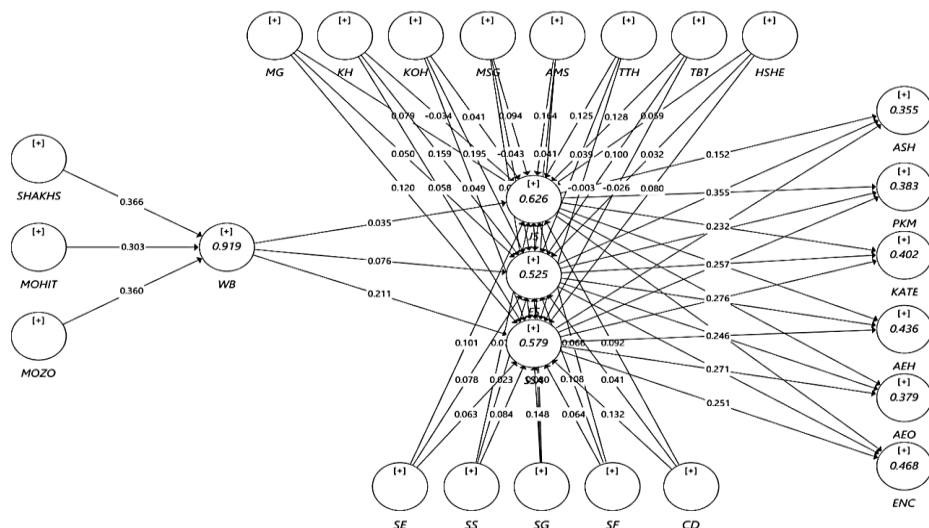 [+] [+] [+] [+] [+] [+] [+] [+]
MG KH KOH MSG AMS TTH TBT HSHE
[+]
0.355
ASH
0.079 -0.034 0.041 0.094 0.164 0.125 0.128 0.059
[+]
SHAKHS
0.050 0.159 0.195 -0.043 0.041 0.039 0.100 0.032
0.152
0.120 0.058 0.049 -0.003 -0.026 0.080
0.355
[+]
0.383
PKM
0.366
[+]
0.626
0.035
0.232
[+]
MOHIT
0.303
[+]
0.919
WB
[+]
0.402
KATE
0.076
[+]
0.525
0.257
0.276
0.360
0.211
[+]
0.436
AEH
[+]
MOZO
[+]
0.579
SSA
0.246
0.101 0.066 0.092
0.271
[+]
0.379
AEO
0.078 0.023 0.108 0.041
0.251
0.063 0.084 0.148 0.064 0.132
[+]
0.468
ENC
[+] [+] [+] [+] [+]
SE SS SG SF CD